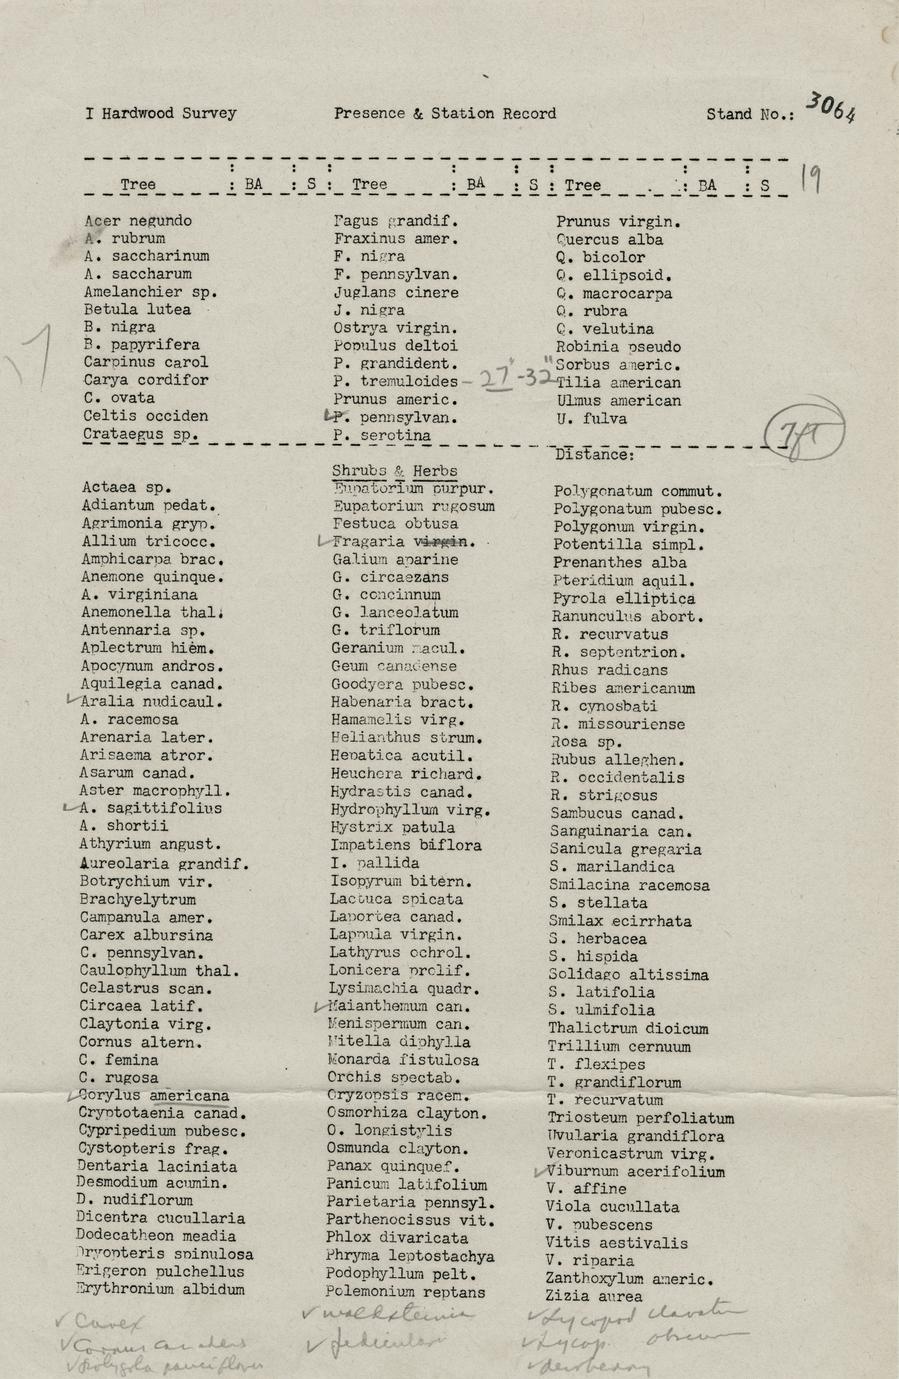 I Hardwood Survey Presence & Station Record Stand No.: 3064
Tree : BA : S : Tree : BA : S : Tree : BA : S 19
Acer negundo Fagus grandif. Prunus virgin.
A. rubrum Fraxinus amer. Quercus alba
A. saccharinum F. nigra Q. bicolor
A. saccharum F. pennsylvan. Q. ellipsoid.
Amelanchier sp. Juglans cinere Q. macrocarpa
Betula lutea J. nigra Q. rubra
B. nigra Ostrya virgin. Q. velutina
B. papyrifera Populus deltoi Robinia pseudo
Carpinus carol P. grandident. Sorbus americ.
Carya cordifor P. tremuloides - 27" - 32" Tilia american
C. ovata Prunus americ. Ulmus american
Celtis occiden ✓ P. pennsylvan. U. fulva
Crataegus sp. P. serotina
Distance: 7ft
Shrubs & Herbs
Actaea sp. Eupatorium purpur. Polygonatum commut.
Adiantum pedat. Eupatorium rugosum Polygonatum pubesc.
Agrimonia gryp. Festuca obtusa Polygonum virgin.
Allium tricocc. ✓ Fragaria virgin. Potentilla simpl.
Amphicarpa brac. Galium aparine Prenanthes alba
Anemone quinque. G. circaezans Pteridium aquil.
A. virginiana G. concinnum Pyrola elliptica
Anemonella thal. G. lanceolatum Ranunculus abort.
Antennaria sp. G. triflorum R. recurvatus
Aplectrum hiem. Geranium macul. R. septentrion.
Apocynum andros. Geum canadense Rhus radicans
Aquilegia canad. Goodyera pubesc. Ribes americanum
✓ Aralia nudicaul. Habenaria bract. R. cynosbati
A. racemosa Hamamelis virg. R. missouriense
Arenaria later. Helianthus strum. Rosa sp.
Arisaema atror. Hepatica acutil. Rubus alleghen.
Asarum canad. Heuchera richard. R. occidentalis
Aster macrophyll. Hydrastis canad. R. strigosus
✓ A. sagittifolius Hydrophyllum virg. Sambucus canad.
A. shortii Hystrix patula Sanguinaria can.
Athyrium angust. Impatiens biflora Sanicula gregaria
Aureolaria grandif. I. pallida S. marilandica
Botrychium vir. Isopyrum bitern. Smilacina racemosa
Brachyelytrum Lactuca spicata S. stellata
Campanula amer. Laportea canad. Smilax ecirrhata
Carex albursina Lappula virgin. S. herbacea
C. pennsylvan. Lathyrus ochrol. S. hispida
Caulophyllum thal. Lonicera prolif. Solidago altissima
Celastrus scan. Lysimachia quadr. S. latifolia
Circaea latif. ✓ Maianthemum can. S. ulmifolia
Claytonia virg. Menispermum can. Thalictrum dioicum
Cornus altern. Mitella diphylla Trillium cernuum
C. femina Monarda fistulosa T. flexipes
C. rugosa Orchis spectab. T. grandiflorum
✓ Corylus americana Oryzopsis racem. T. recurvatum
Cryptotaenia canad. Osmorhiza clayton. Triosteum perfoliatum
Cypripedium pubesc. O. longistylis Uvularia grandiflora
Cystopteris frag. Osmunda clayton. Veronicastrum virg.
Dentaria laciniata Panax quinquef. ✓ Viburnum acerifolium
Desmodium acumin. Panicum latifolium V. affine
D. nudiflorum Parietaria pennsyl. Viola cucullata
Dicentra cucullaria Parthenocissus vit. V. pubescens
Dodecatheon meadia Phlox divaricata Vitis aestivalis
Dryopteris spinulosa Phryma leptostachya V. riparia
Erigeron pulchellus Podophyllum pelt. Zanthoxylum americ.
Erythronium albidum Polemonium reptans Zizia aurea
✓ Carex ✓ waldsteinia ✓ Lycopod clavatum
✓ Cornus canadens ✓ pedicular ✓ Lycop. obscur
✓ Polygala pauciflora ✓ dewberry